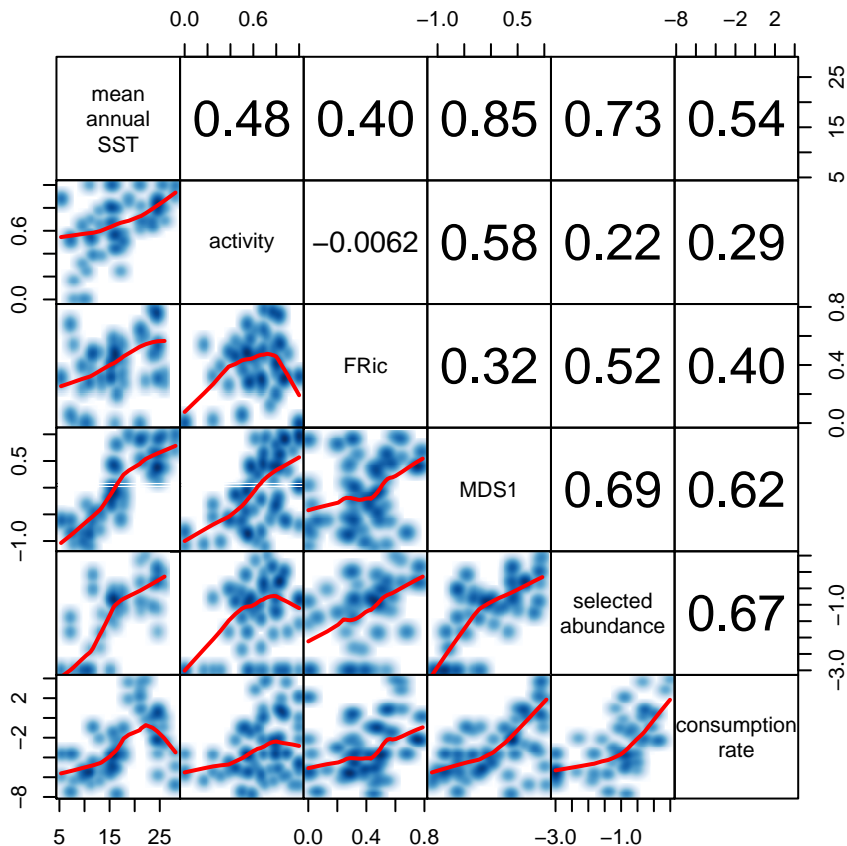 0.0 0.6 −1.0 0.5 −8 −2 2
mean
annual
SST
0.48 0.40 0.85 0.73 0.54
5 15 25
0.0 0.6
activity
−0.0062 0.58 0.22 0.29
FRic
0.32 0.52 0.40
0.0 0.4 0.8
−1.0 0.5
MDS1
0.69 0.62
selected
abundance
0.67
−3.0 −1.0
−8 −2 2
consumption
rate
5 15 25 0.0 0.4 0.8 −3.0 −1.0